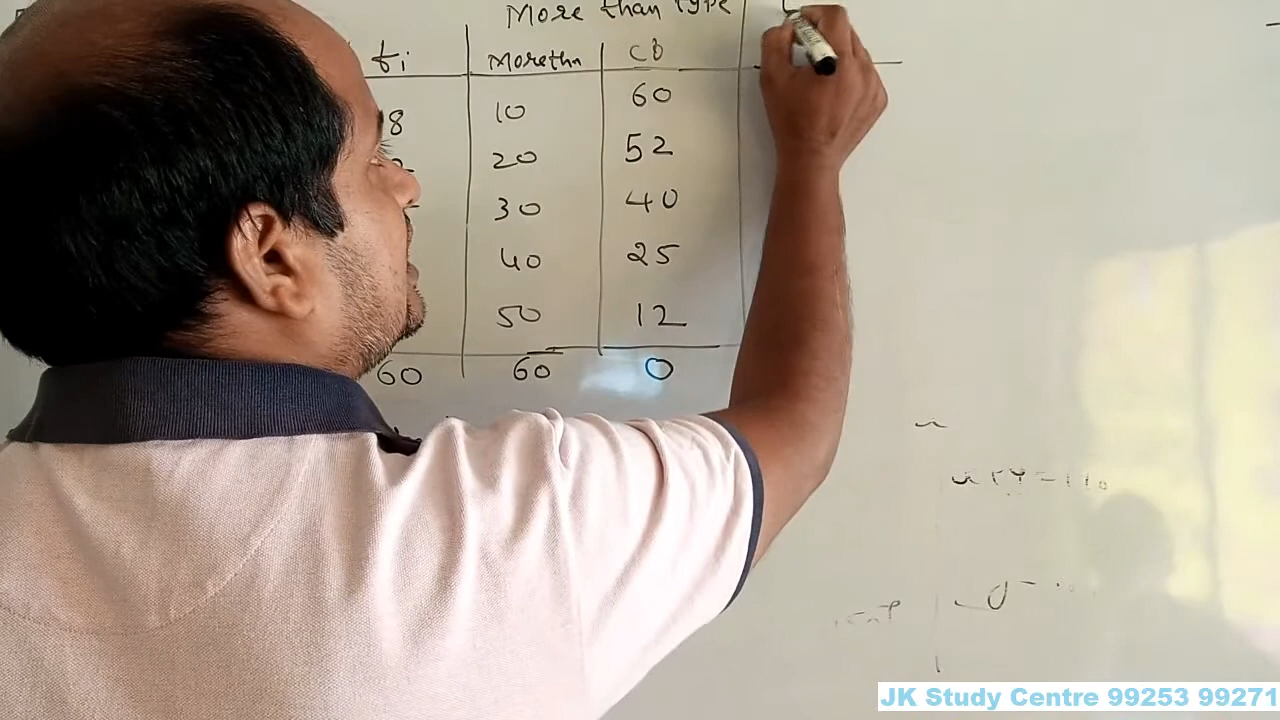 More than Type
fi Morethn Cb
8 10 60
20 52
30 40
40 25
50 12
60 60 0
JK Study Centre 99253 99271